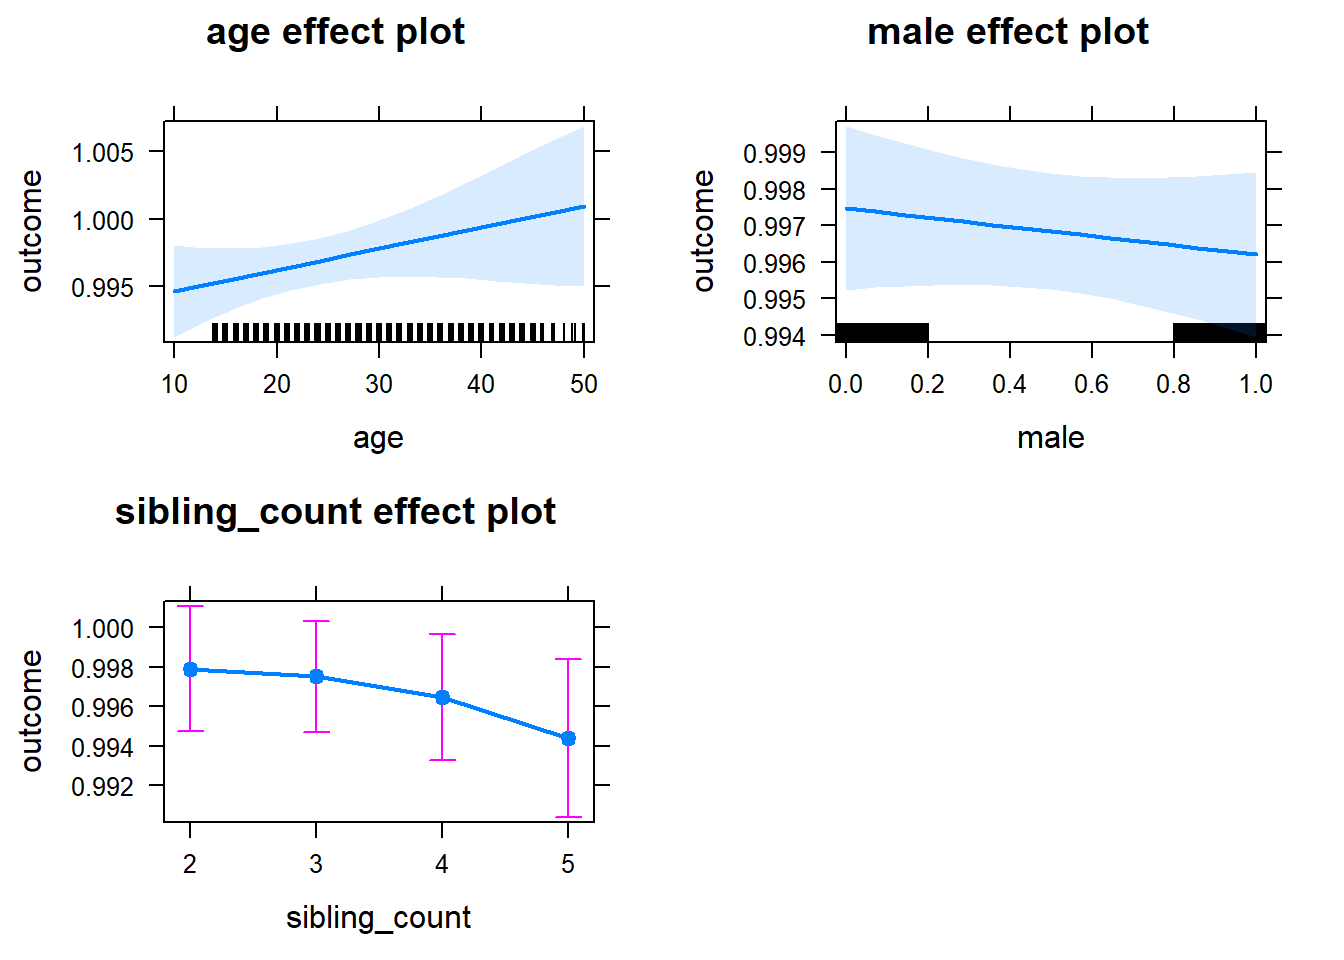 age effect plot
outcome
1.005
1.000
0.995
10 20 30 40 50
age
male effect plot
outcome
0.999
0.998
0.997
0.996
0.995
0.994
0.0 0.2 0.4 0.6 0.8 1.0
male
sibling_count effect plot
outcome
1.000
0.998
0.996
0.994
0.992
2 3 4 5
sibling_count